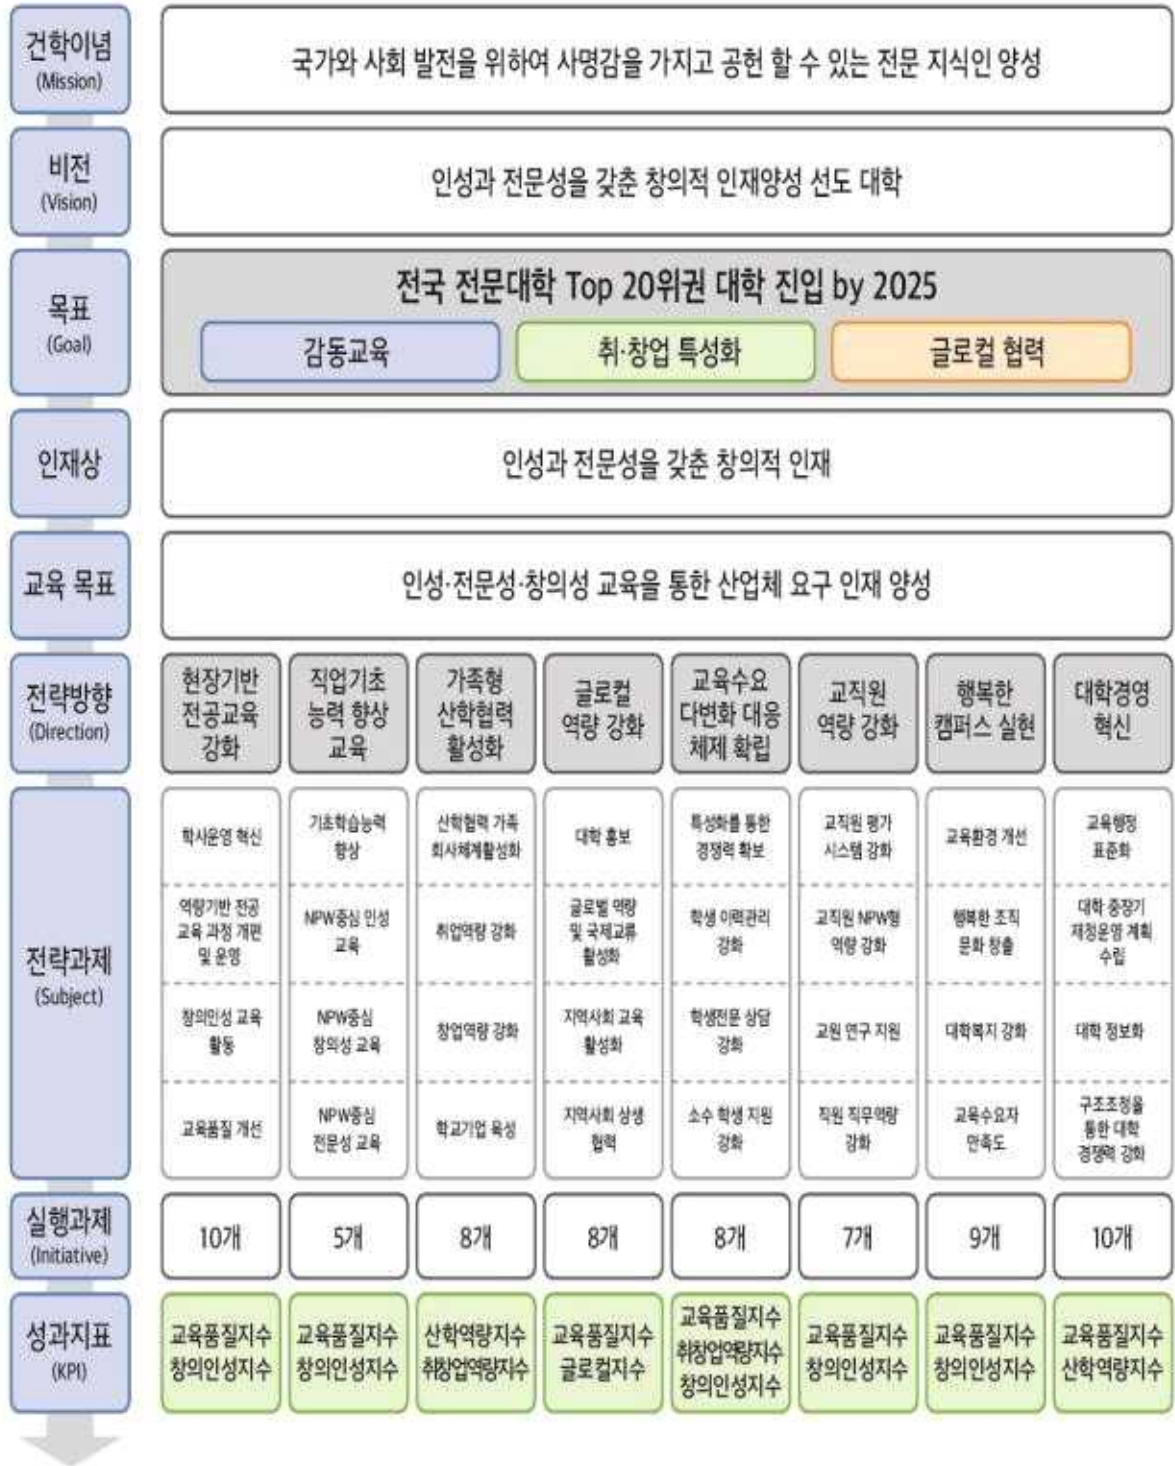 건학이념
(Mission)
국가와 사회 발전을 위하여 사명감을 가지고 공헌 할 수 있는 전문 지식인 양성
비전
(Vision)
인성과 전문성을 갖춘 창의적 인재양성 선도 대학
목표
(Goal)
전국 전문대학 Top 20위권 대학 진입 by 2025
감동교육
취·창업 특성화
글로컬 협력
인재상
인성과 전문성을 갖춘 창의적 인재
교육 목표
인성·전문성·창의성 교육을 통한 산업체 요구 인재 양성
전략방향
(Direction)
현장기반
전공교육
강화
직업기초
능력 향상
교육
가족형
산학협력
활성화
글로컬
역량 강화
교육수요
다변화 대응
체제 확립
교직원
역량 강화
행복한
캠퍼스 실현
대학경영
혁신
전략과제
(Subject)
학사운영 혁신
역량기반 전공
교육 과정 개편
및 운영
창의인성 교육
활동
교육품질 개선
기초학습능력
향상
NPW중심 인성
교육
NPW중심
창의성 교육
NPW중심
전문성 교육
산학협력 가족
회사체계활성화
취업역량 강화
창업역량 강화
학교기업 육성
대학 홍보
글로벌 역량
및 국제교류
활성화
지역사회 교육
활성화
지역사회 상생
협력
특성화를 통한
경쟁력 확보
학생 이력관리
강화
학생전문 상담
강화
소수 학생 지원
강화
교직원 평가
시스템 강화
교직원 NPW형
역량 강화
교원 연구 지원
직원 직무역량
강화
교육환경 개선
행복한 조직
문화 창출
대학복지 강화
교육수요자
만족도
교육행정
표준화
대학 중장기
재정운영 계획
수립
대학 정보화
구조조정을
통한 대학
경쟁력 강화
실행과제
(Initiative)
10개
5개
8개
8개
8개
7개
9개
10개
성과지표
(KPI)
교육품질지수
창의인성지수
교육품질지수
창의인성지수
산학역량지수
취창업역량지수
교육품질지수
글로컬지수
교육품질지수
취창업역량지수
창의인성지수
교육품질지수
창의인성지수
교육품질지수
창의인성지수
교육품질지수
산학역량지수